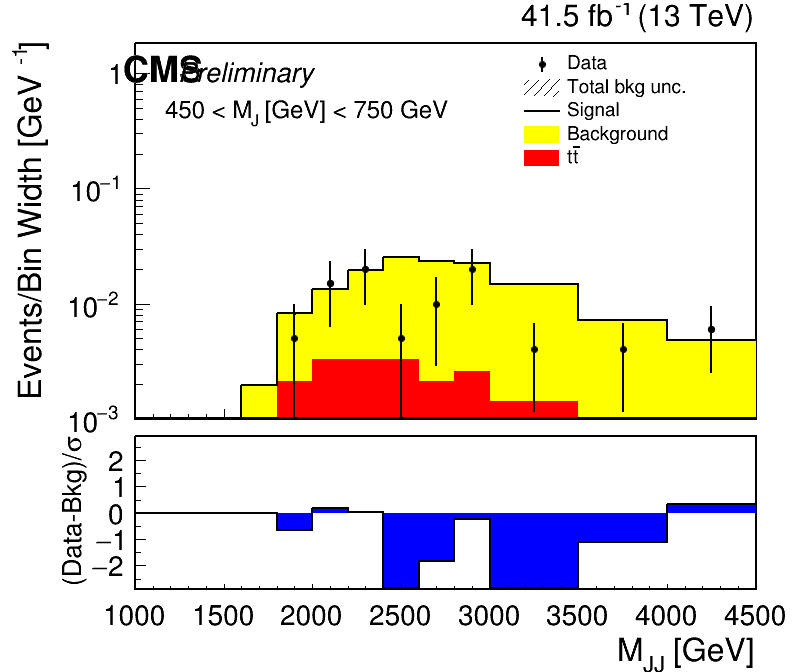 41.5 fb⁻¹ (13 TeV)
Events/Bin Width [GeV⁻¹]
1
CMS Preliminary
450 < M_J [GeV] < 750 GeV
Data
Total bkg unc.
Signal
Background
tt̄
10⁻¹
10⁻²
10⁻³
(Data-Bkg)/σ
2
1
0
−1
−2
1000 1500 2000 2500 3000 3500 4000 4500
M_JJ [GeV]